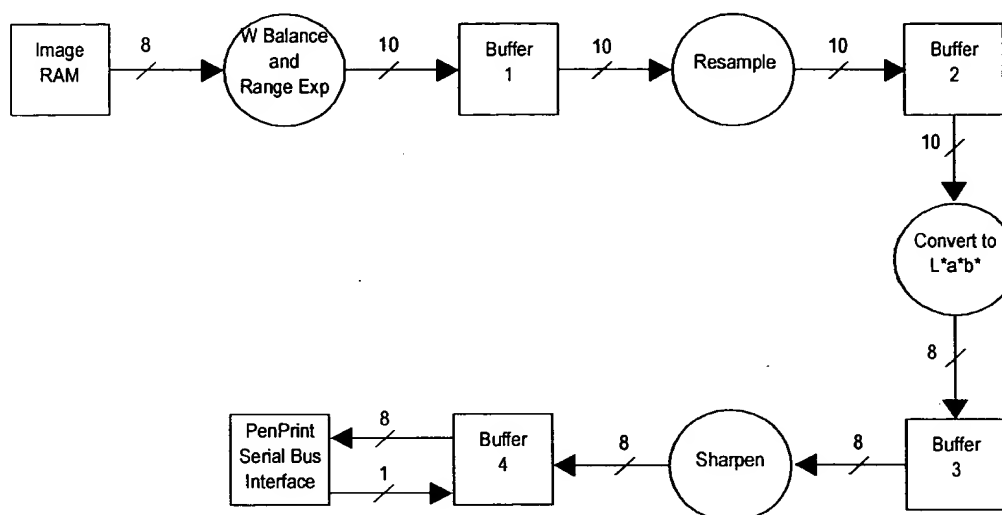 Image
RAM
8
W Balance
and
Range Exp
10
Buffer
1
10
Resample
10
Buffer
2
10
Convert to
L*a*b*
8
Buffer
3
8
Sharpen
8
Buffer
4
8
1
PenPrint
Serial Bus
Interface